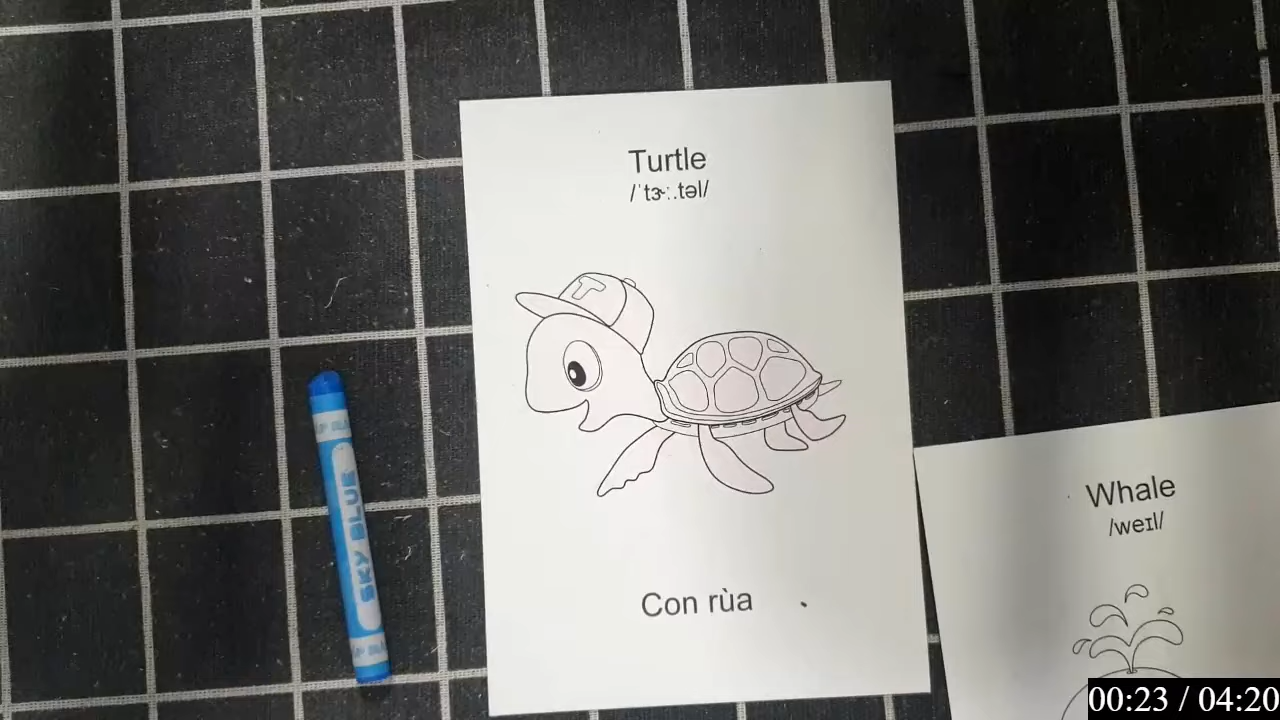 Turtle
/ˈtɝː.təl/
T
Con rùa
SKY BLUE
Whale
/weɪl/
00:23 / 04:20